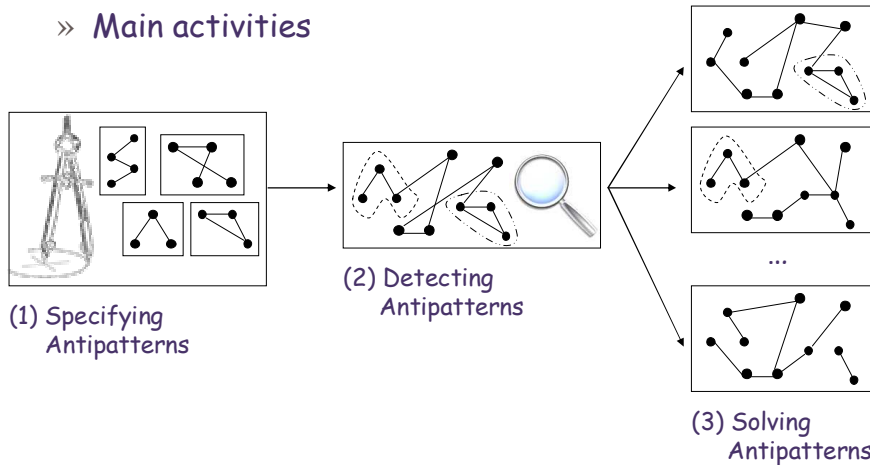 » Main activities
(1) Specifying
Antipatterns
(2) Detecting
Antipatterns
...
(3) Solving
Antipatterns